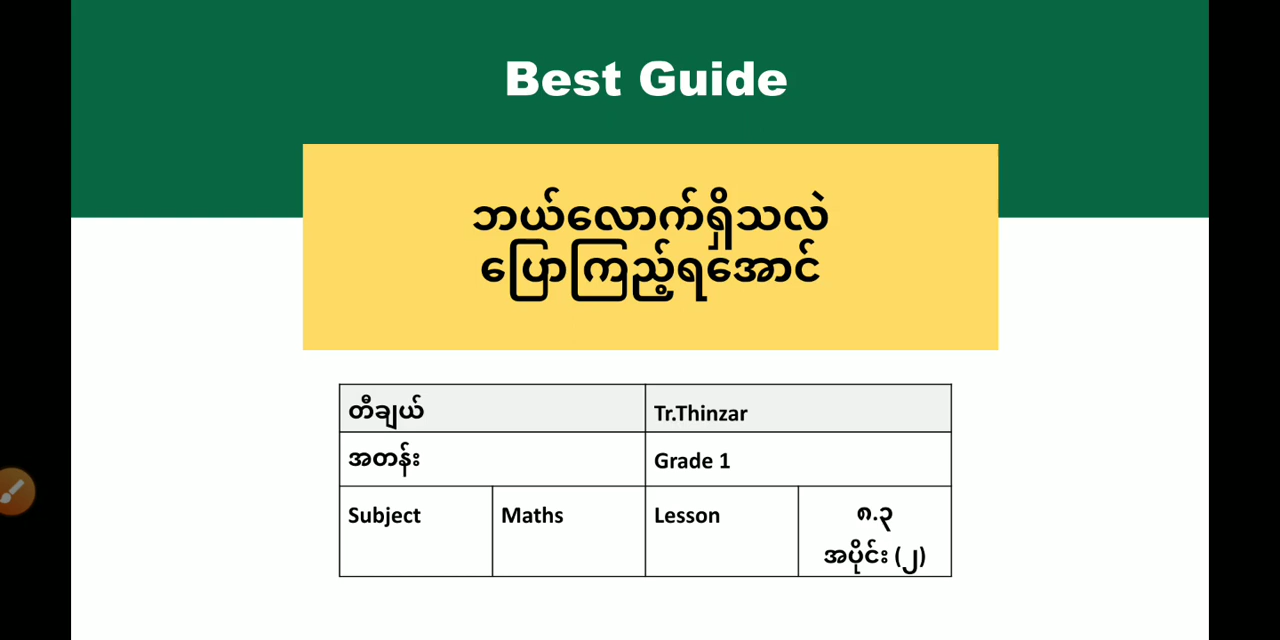 Best Guide
ဘယ်လောက်ရှိသလဲ
ပြောကြည့်ရအောင်
တီချယ် Tr.Thinzar
အတန်း Grade 1
Subject Maths Lesson ၈.၃
အပိုင်း (၂)